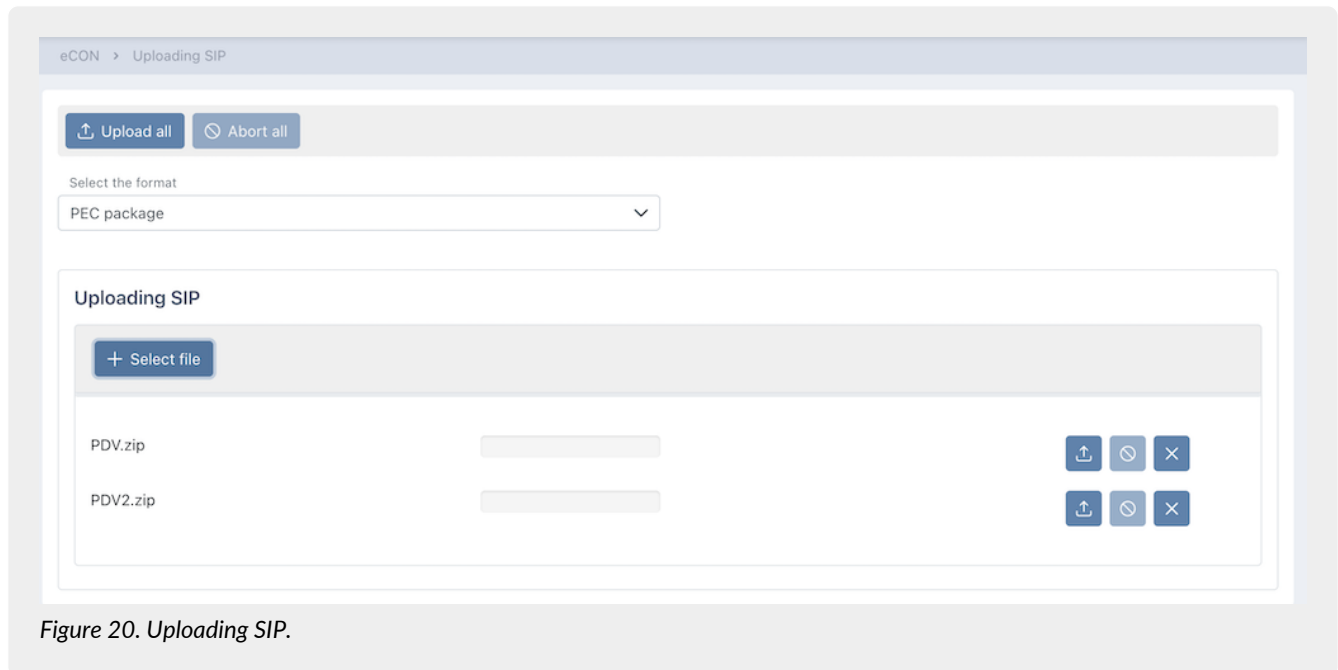 eCON > Uploading SIP
Upload all Abort all
Select the format
PEC package
Uploading SIP
+ Select file
PDV.zip
PDV2.zip
Figure 20. Uploading SIP.